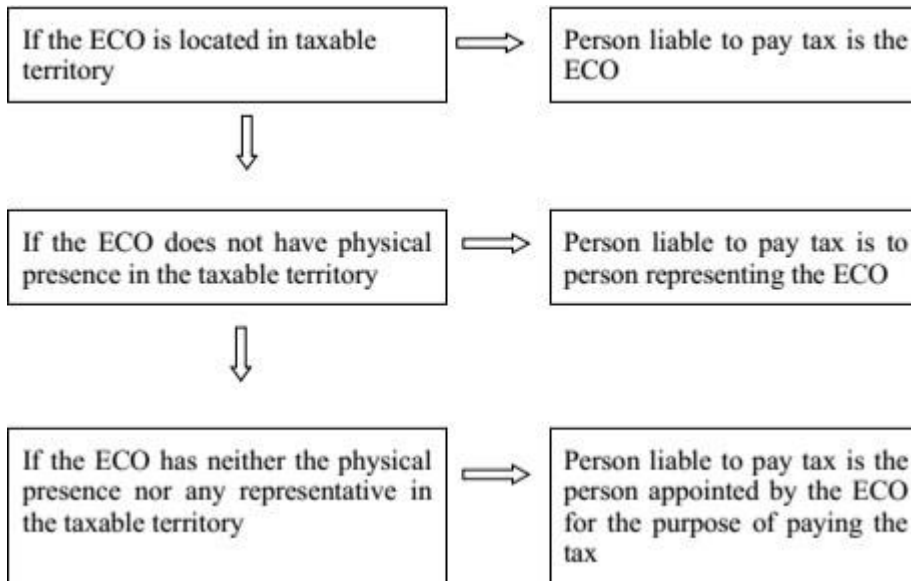 If the ECO is located in taxable
territory
Person liable to pay tax is the
ECO
If the ECO does not have physical
presence in the taxable territory
Person liable to pay tax is to
person representing the ECO
If the ECO has neither the physical
presence nor any representative in
the taxable territory
Person liable to pay tax is the
person appointed by the ECO
for the purpose of paying the
tax